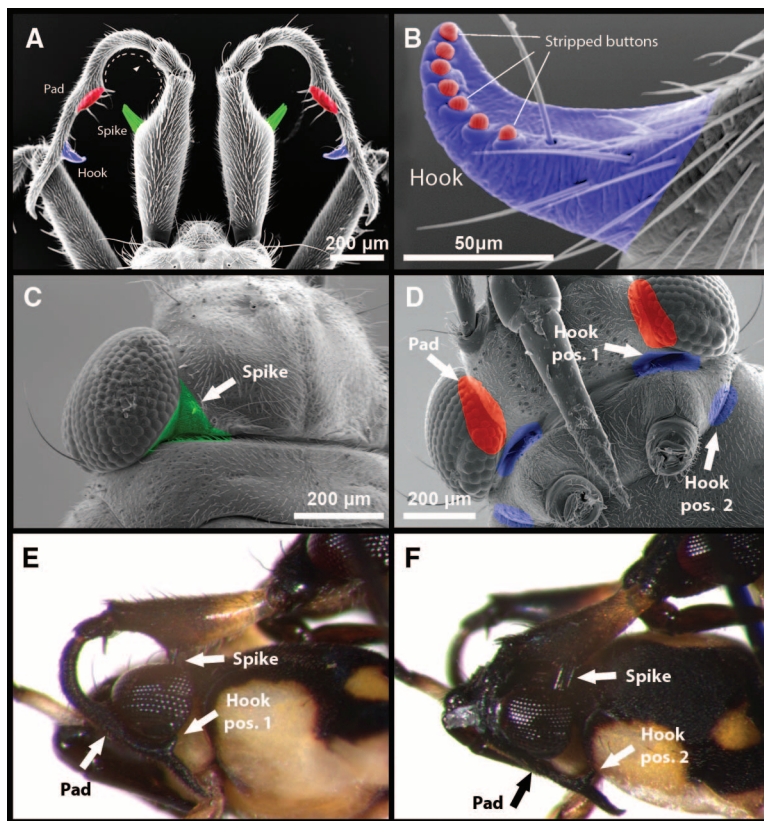 A
Pad
Spike
Hook
200 µm
B
Stripped buttons
Hook
50µm
C
Spike
200 µm
D
Pad
Hook
pos. 1
Hook
pos. 2
200 µm
E
Spike
Hook
pos. 1
Pad
F
Spike
Hook
pos. 2
Pad